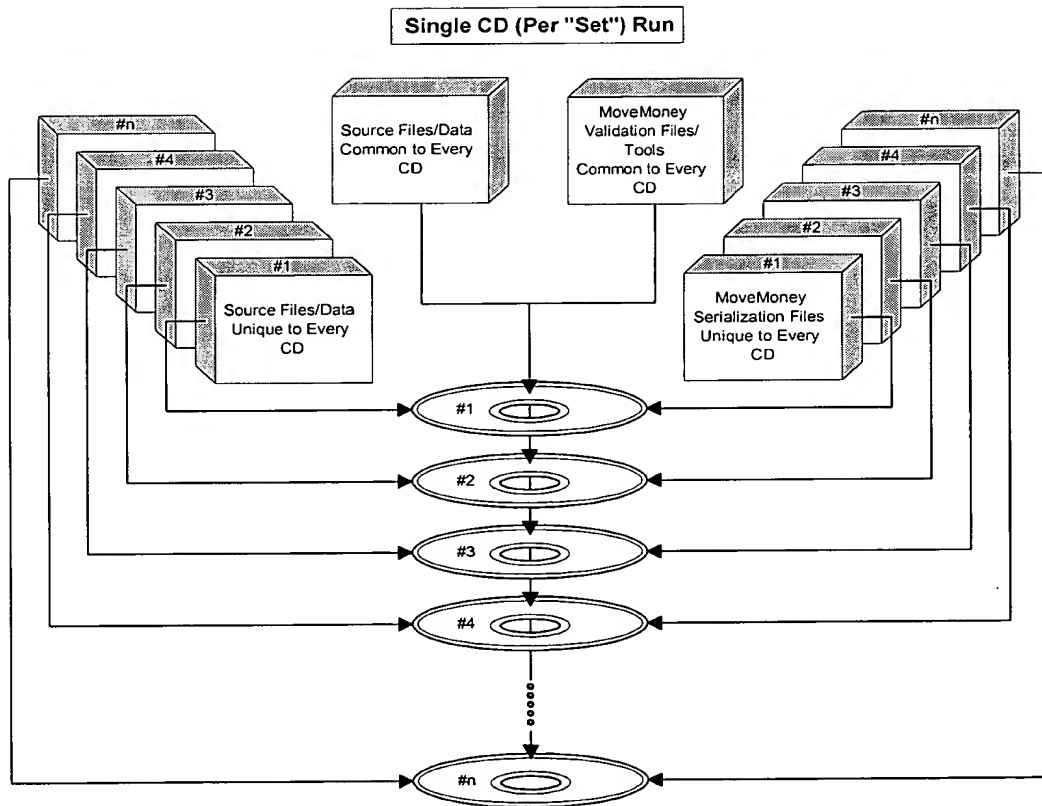 Single CD (Per "Set") Run
Source Files/Data
Common to Every
CD
MoveMoney
Validation Files/
Tools
Common to Every
CD
#n
#4
#3
#2
#1
Source Files/Data
Unique to Every
CD
#n
#4
#3
#2
#1
MoveMoney
Serialization Files
Unique to Every
CD
#1
#2
#3
#4
#n